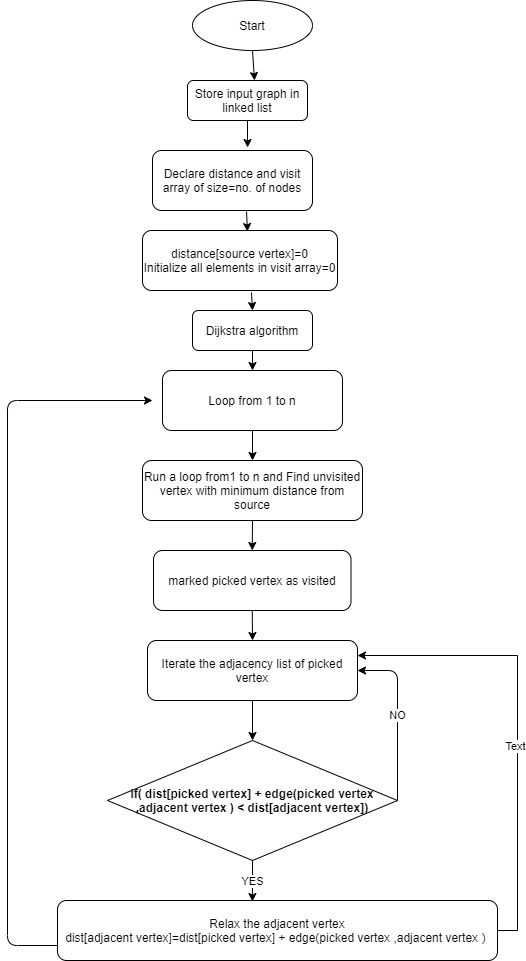 Start
Store input graph in
linked list
Declare distance and visit
array of size=no. of nodes
distance[source vertex]=0
Initialize all elements in visit array=0
Dijkstra algorithm
Loop from 1 to n
Run a loop from1 to n and Find unvisited
vertex with minimum distance from
source
marked picked vertex as visited
Iterate the adjacency list of picked
vertex
NO
Text
if( dist[picked vertex] + edge(picked vertex
,adjacent vertex ) < dist[adjacent vertex])
YES
Relax the adjacent vertex
dist[adjacent vertex]=dist[picked vertex] + edge(picked vertex ,adjacent vertex )